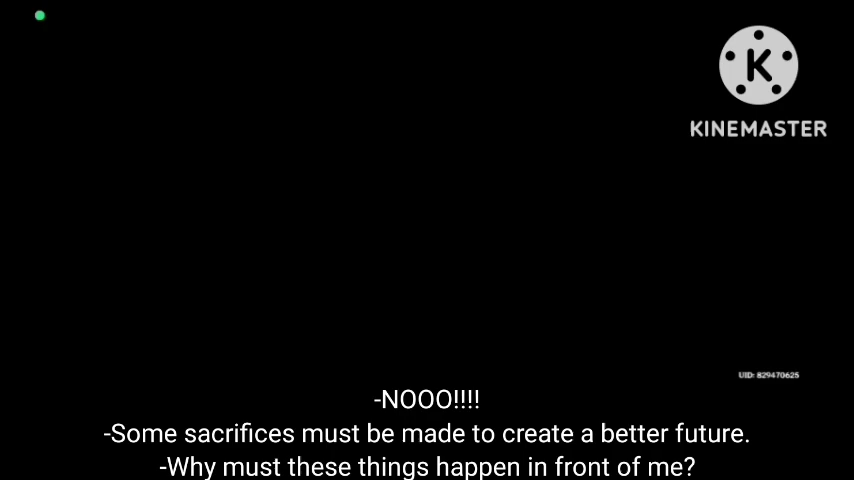 KINEMASTER
UID: 829470625
-NOOO!!!!
-Some sacrifices must be made to create a better future.
-Why must these things happen in front of me?